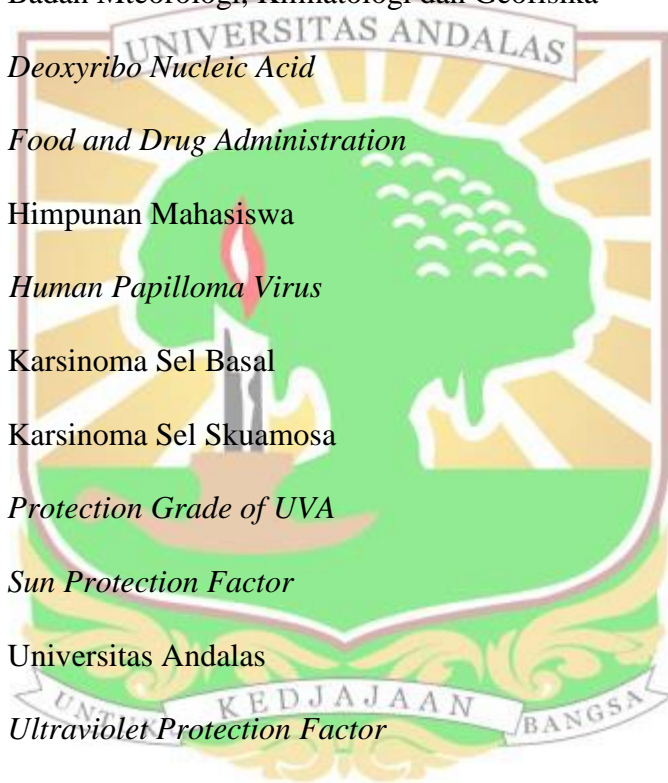 Badan Mteorologi, Klimatologi dan Geofisika
UNIVERSITAS ANDALAS
Deoxyribo Nucleic Acid
Food and Drug Administration
Himpunan Mahasiswa
Human Papilloma Virus
Karsinoma Sel Basal
Karsinoma Sel Skuamosa
Protection Grade of UVA
Sun Protection Factor
Universitas Andalas
UNTUK KEDJAJAAN BANGSA
Ultraviolet Protection Factor